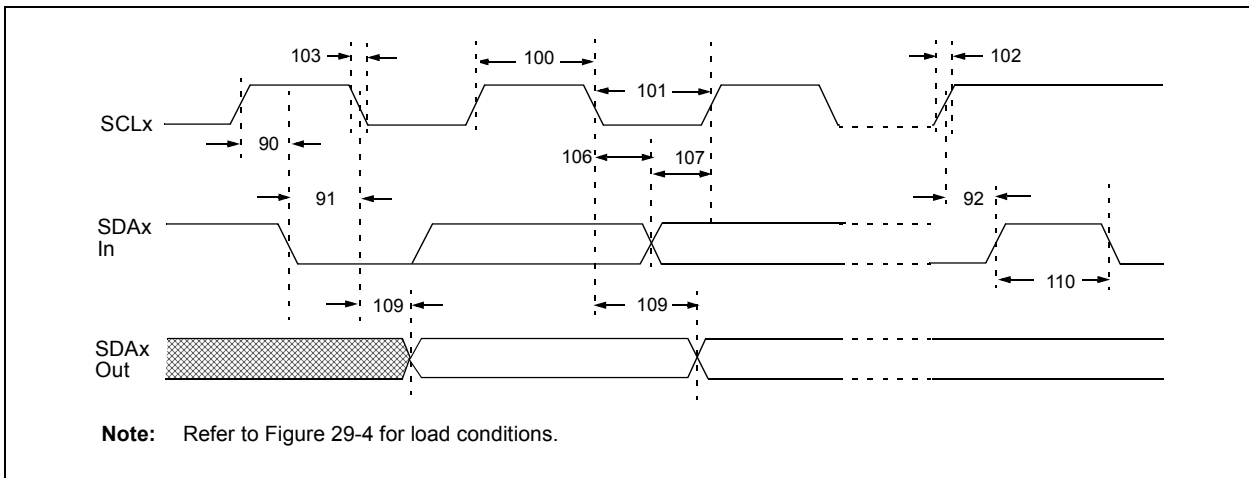 103
100
102
101
SCLx
90
106
107
91
92
SDAx
In
110
109
109
SDAx
Out
Note: Refer to Figure 29-4 for load conditions.